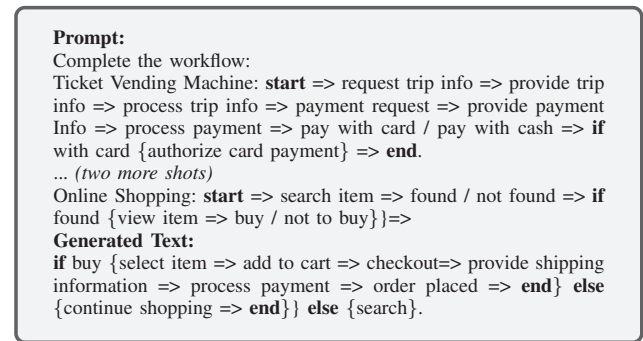 Prompt:
Complete the workflow:
Ticket Vending Machine: start => request trip info => provide trip
info => process trip info => payment request => provide payment
Info => process payment => pay with card / pay with cash => if
with card {authorize card payment} => end.
... (two more shots)
Online Shopping: start => search item => found / not found => if
found {view item => buy / not to buy}}=>
Generated Text:
if buy {select item => add to cart => checkout=> provide shipping
information => process payment => order placed => end} else
{continue shopping => end}} else {search}.